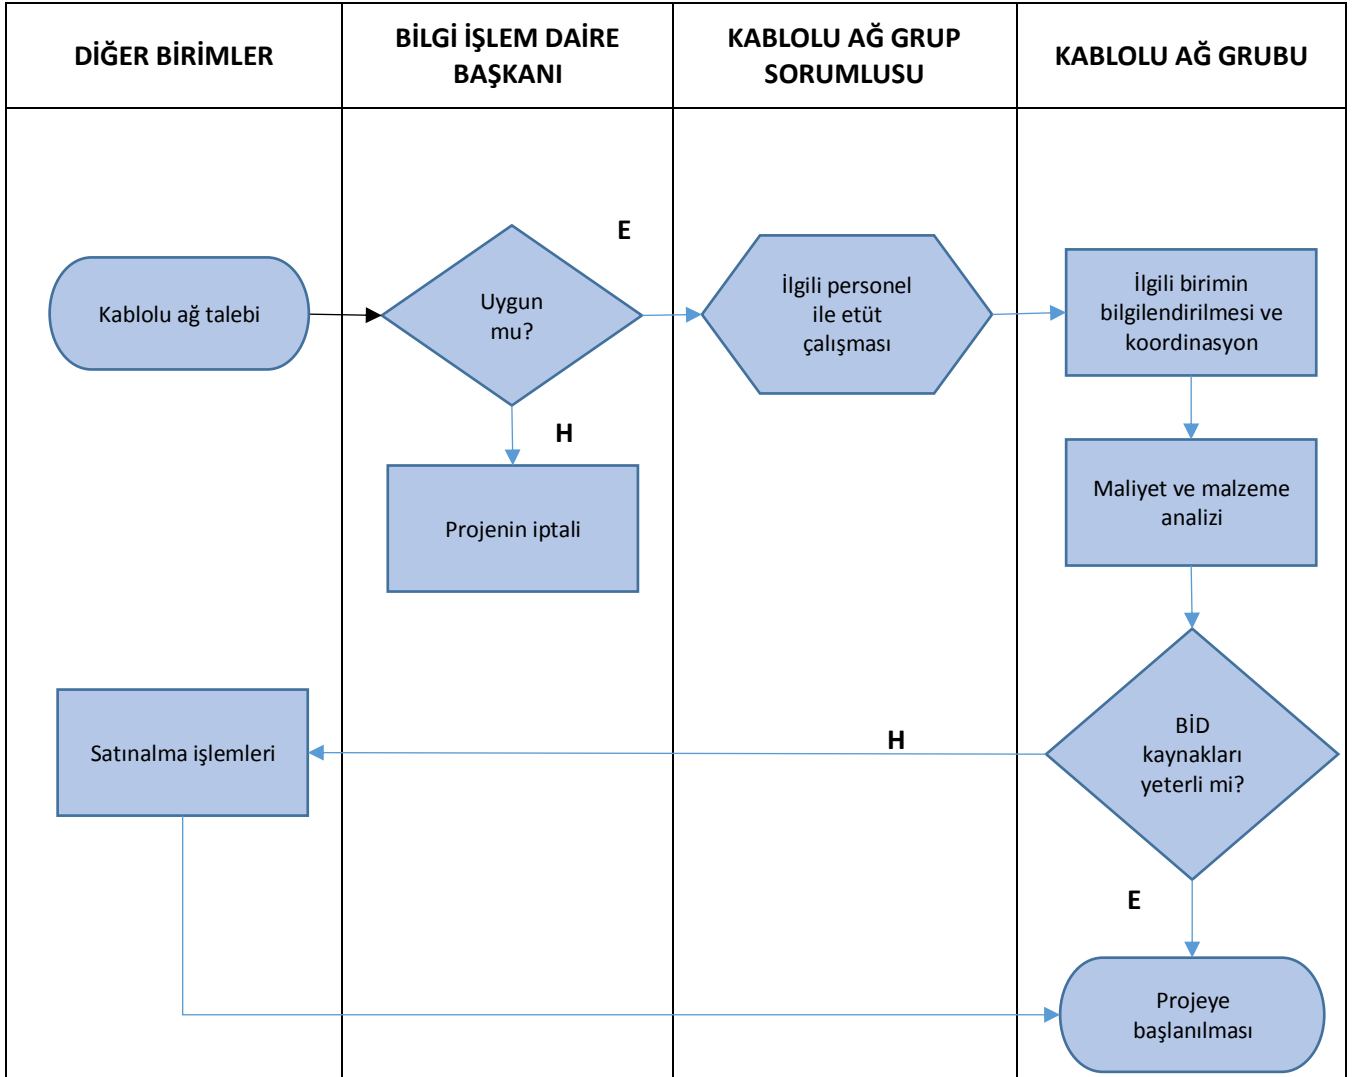 DİĞER BİRİMLER
BİLGİ İŞLEM DAİRE
BAŞKANI
KABLOLU AĞ GRUP
SORUMLUSU
KABLOLU AĞ GRUBU
Kablolu ağ talebi
Uygun
mu?
E
İlgili personel
ile etüt
çalışması
İlgili birimin
bilgilendirilmesi ve
koordinasyon
H
Projenin iptali
Maliyet ve malzeme
analizi
Satınalma işlemleri
H
BİD
kaynakları
yeterli mi?
E
Projeye
başlanılması